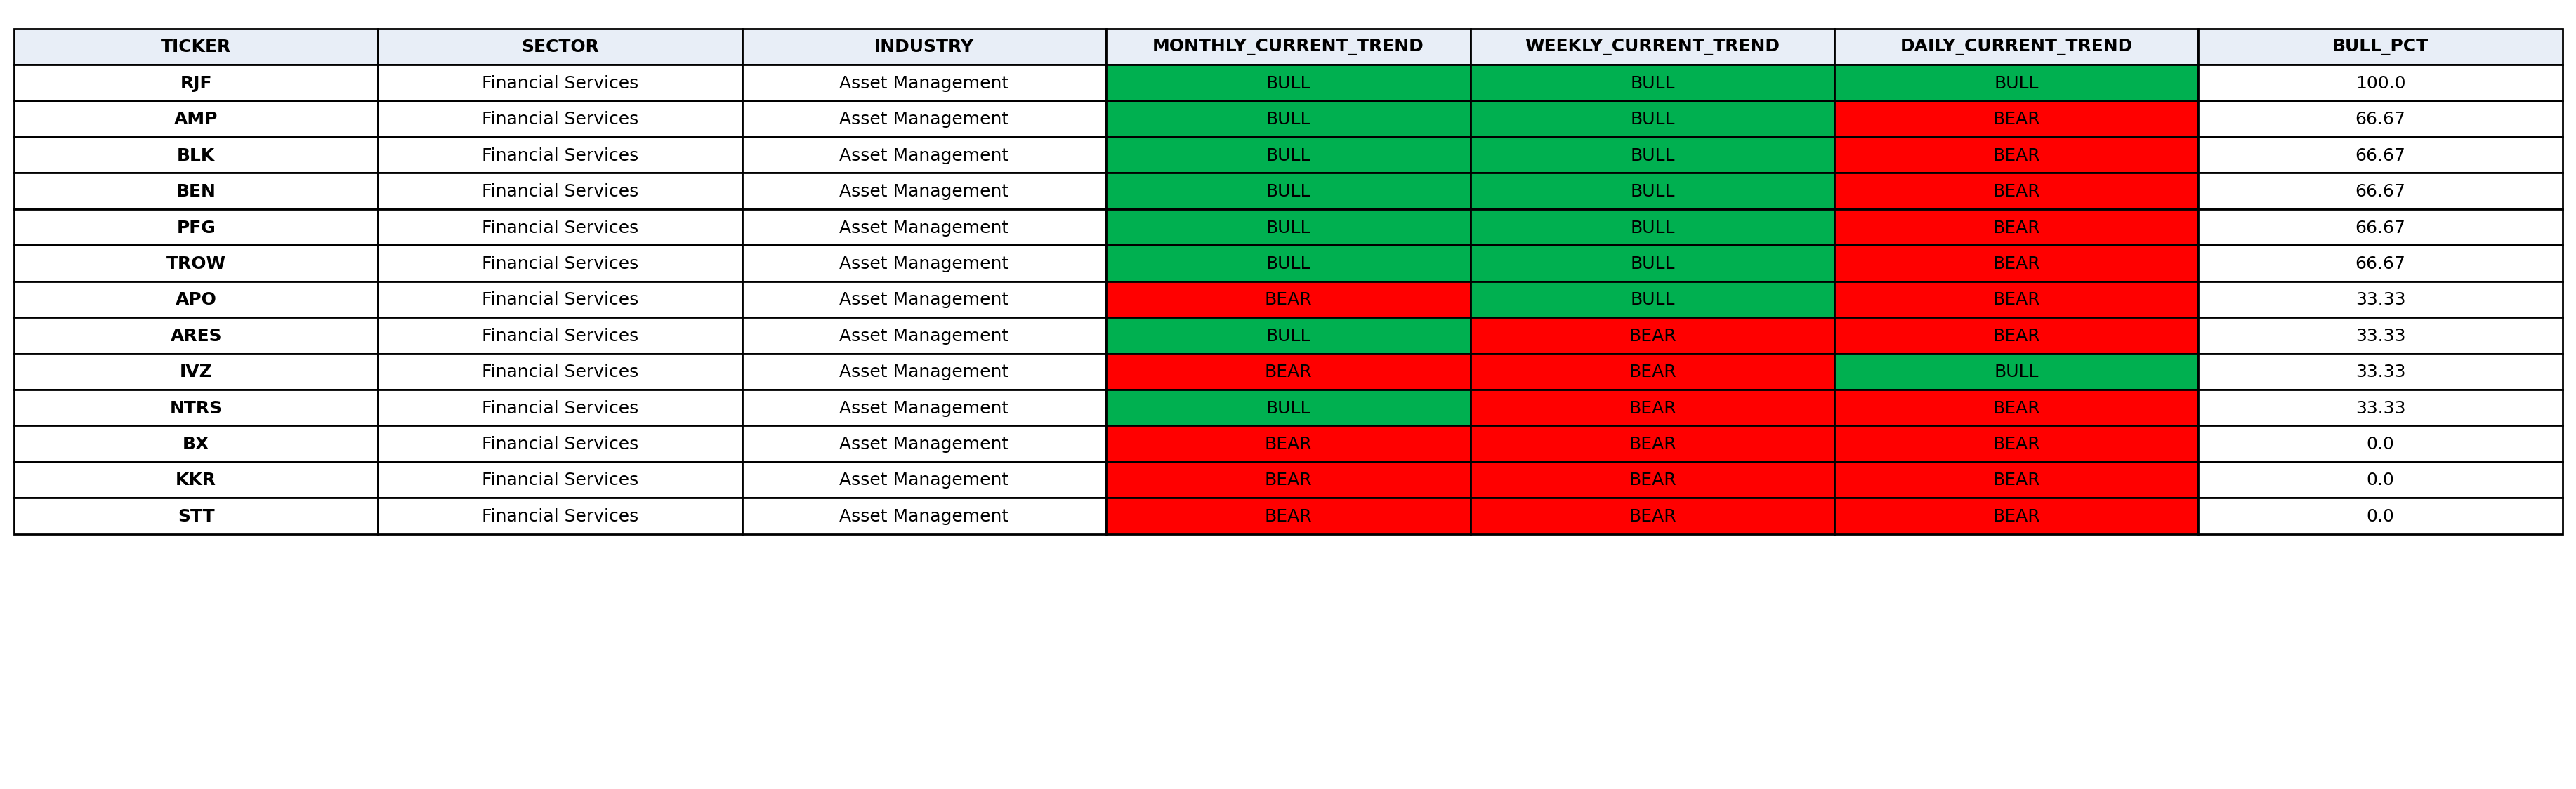 TICKER SECTOR INDUSTRY MONTHLY_CURRENT_TREND WEEKLY_CURRENT_TREND DAILY_CURRENT_TREND BULL_PCT
RJF Financial Services Asset Management BULL BULL BULL 100.0
AMP Financial Services Asset Management BULL BULL BEAR 66.67
BLK Financial Services Asset Management BULL BULL BEAR 66.67
BEN Financial Services Asset Management BULL BULL BEAR 66.67
PFG Financial Services Asset Management BULL BULL BEAR 66.67
TROW Financial Services Asset Management BULL BULL BEAR 66.67
APO Financial Services Asset Management BEAR BULL BEAR 33.33
ARES Financial Services Asset Management BULL BEAR BEAR 33.33
IVZ Financial Services Asset Management BEAR BEAR BULL 33.33
NTRS Financial Services Asset Management BULL BEAR BEAR 33.33
BX Financial Services Asset Management BEAR BEAR BEAR 0.0
KKR Financial Services Asset Management BEAR BEAR BEAR 0.0
STT Financial Services Asset Management BEAR BEAR BEAR 0.0